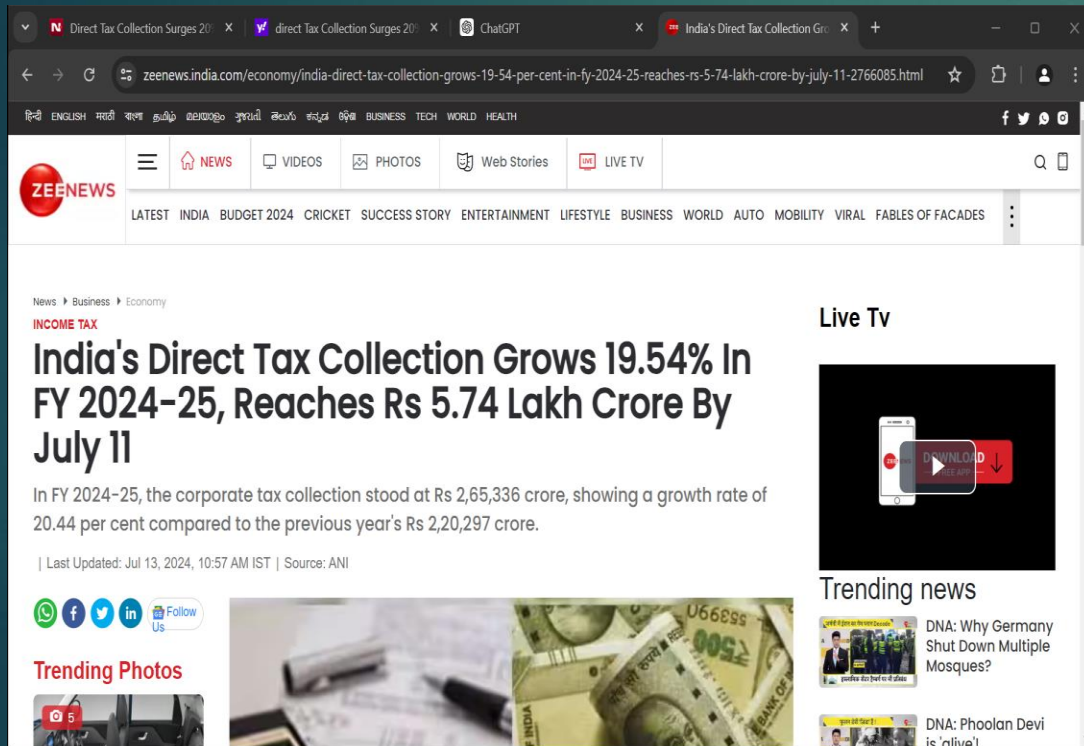 Direct Tax Collection Surges 20
direct Tax Collection Surges 20
ChatGPT
India's Direct Tax Collection Gro
zeenews.india.com/economy/india-direct-tax-collection-grows-19-54-per-cent-in-fy-2024-25-reaches-rs-5-74-lakh-crore-by-july-11-2766085.html
हिन्दी ENGLISH मराठी বাংলা தமிழ் മലയാളം ગુજરાતી తెలుగు ಕನ್ನಡ ଓଡ଼ିଆ BUSINESS TECH WORLD HEALTH
ZEENEWS
NEWS VIDEOS PHOTOS Web Stories LIVE LIVE TV
LATEST INDIA BUDGET 2024 CRICKET SUCCESS STORY ENTERTAINMENT LIFESTYLE BUSINESS WORLD AUTO MOBILITY VIRAL FABLES OF FACADES
News Business Economy
INCOME TAX
India's Direct Tax Collection Grows 19.54% In
FY 2024-25, Reaches Rs 5.74 Lakh Crore By
July 11
In FY 2024-25, the corporate tax collection stood at Rs 2,65,336 crore, showing a growth rate of
20.44 per cent compared to the previous year's Rs 2,20,297 crore.
| Last Updated: Jul 13, 2024, 10:57 AM IST | Source: ANI
Follow
Us
Trending Photos
5
Live Tv
DOWNLOAD
FREE APP
Trending news
DNA: Why Germany
Shut Down Multiple
Mosques?
DNA: Phoolan Devi
is 'alive'!